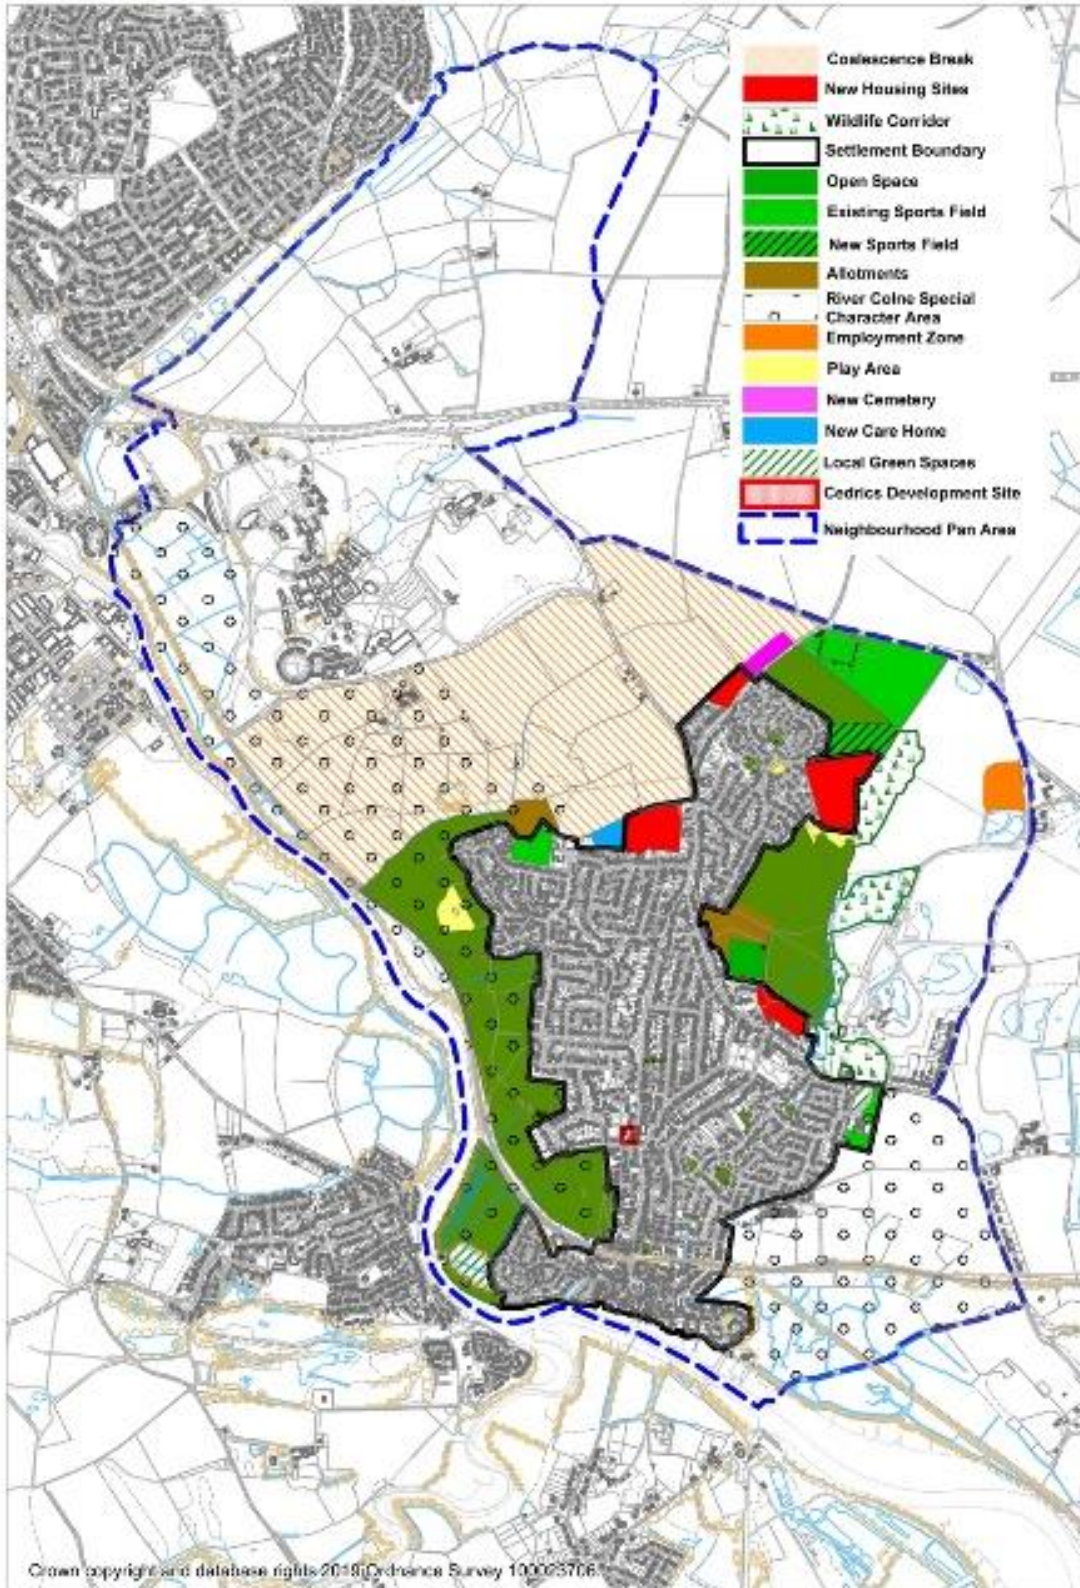 Coalescence Break
New Housing Sites
Wildlife Corridor
Settlement Boundary
Open Space
Existing Sports Field
New Sports Field
Allotments
River Colne Special
Character Area
Employment Zone
Play Area
New Cemetery
New Care Home
Local Green Spaces
Cedrics Development Site
Neighbourhood Pan Area
Crown copyright and database rights 2019 Ordnance Survey 100023706